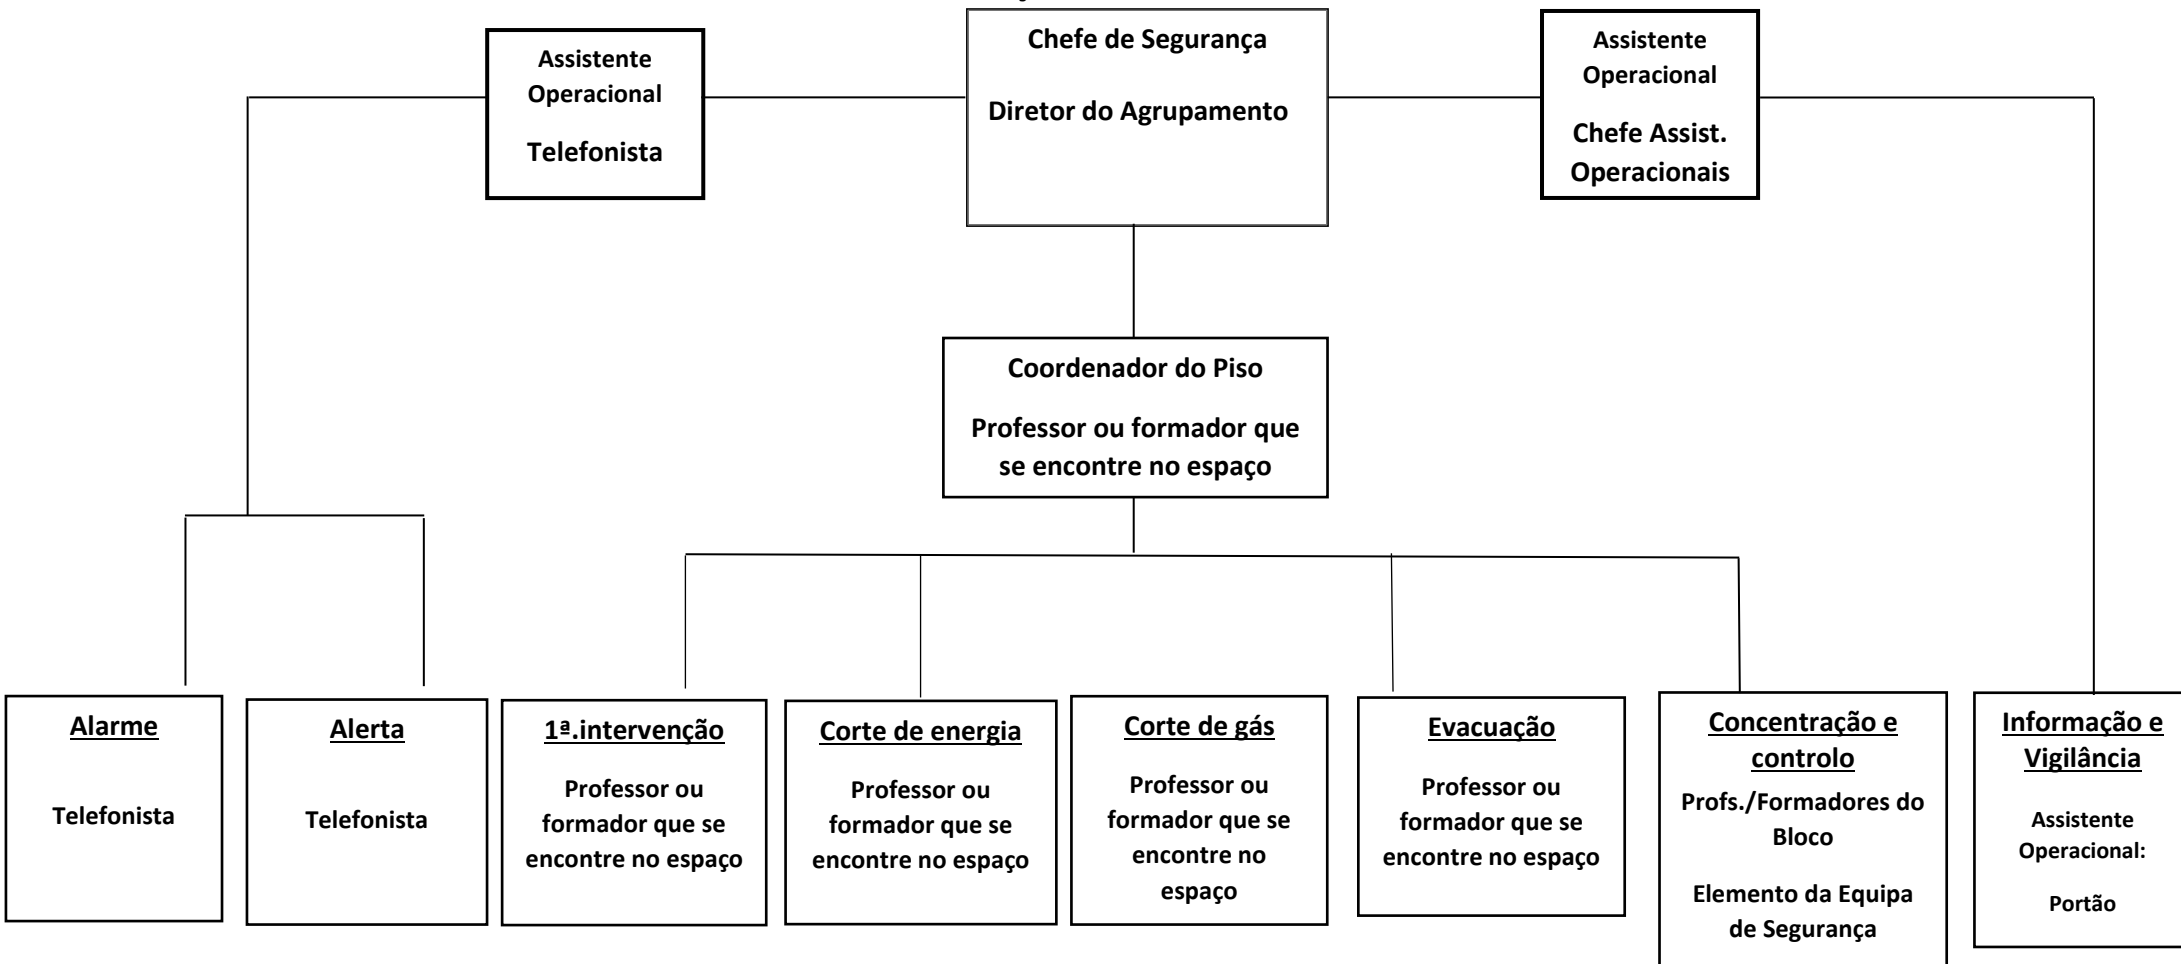 Assistente
Operacional
Telefonista
Chefe de Segurança
Diretor do Agrupamento
Assistente
Operacional
Chefe Assist.
Operacionais
Coordenador do Piso
Professor ou formador que
se encontre no espaço
Alarme
Telefonista
Alerta
Telefonista
1ª.intervenção
Professor ou
formador que se
encontre no espaço
Corte de energia
Professor ou
formador que se
encontre no espaço
Corte de gás
Professor ou
formador que se
encontre no
espaço
Evacuação
Professor ou
formador que se
encontre no espaço
Concentração e
controlo
Profs./Formadores do
Bloco
Elemento da Equipa
de Segurança
Informação e
Vigilância
Assistente
Operacional:
Portão